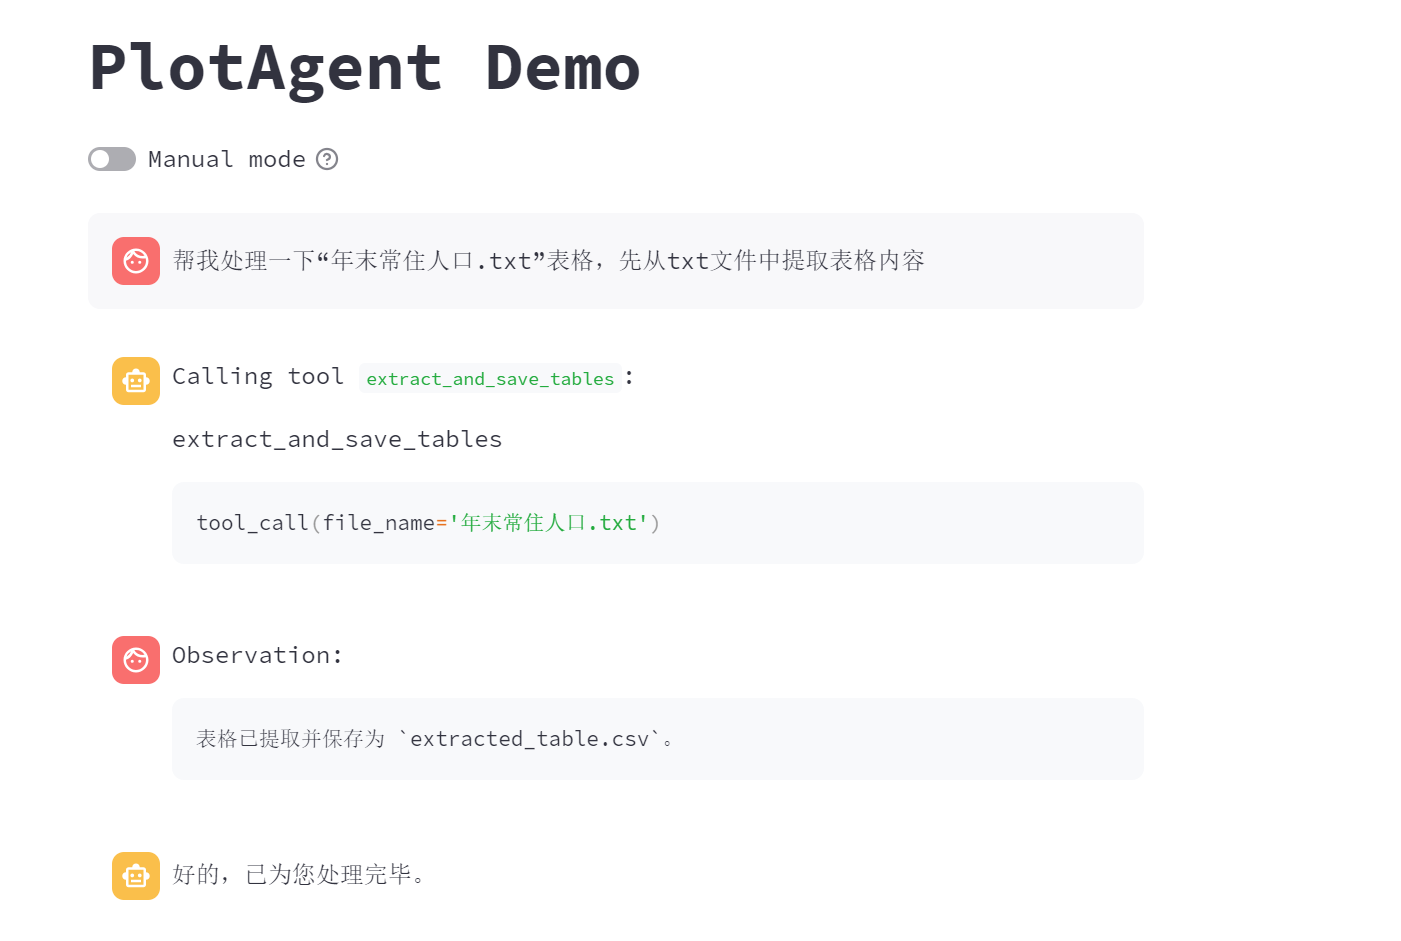 PlotAgent Demo
Manual mode
帮我处理一下“年末常住人口.txt”表格，先从txt文件中提取表格内容
Calling tool extract_and_save_tables:
extract_and_save_tables
tool_call(file_name='年末常住人口.txt')
Observation:
表格已提取并保存为 `extracted_table.csv`。
好的，已为您处理完毕。